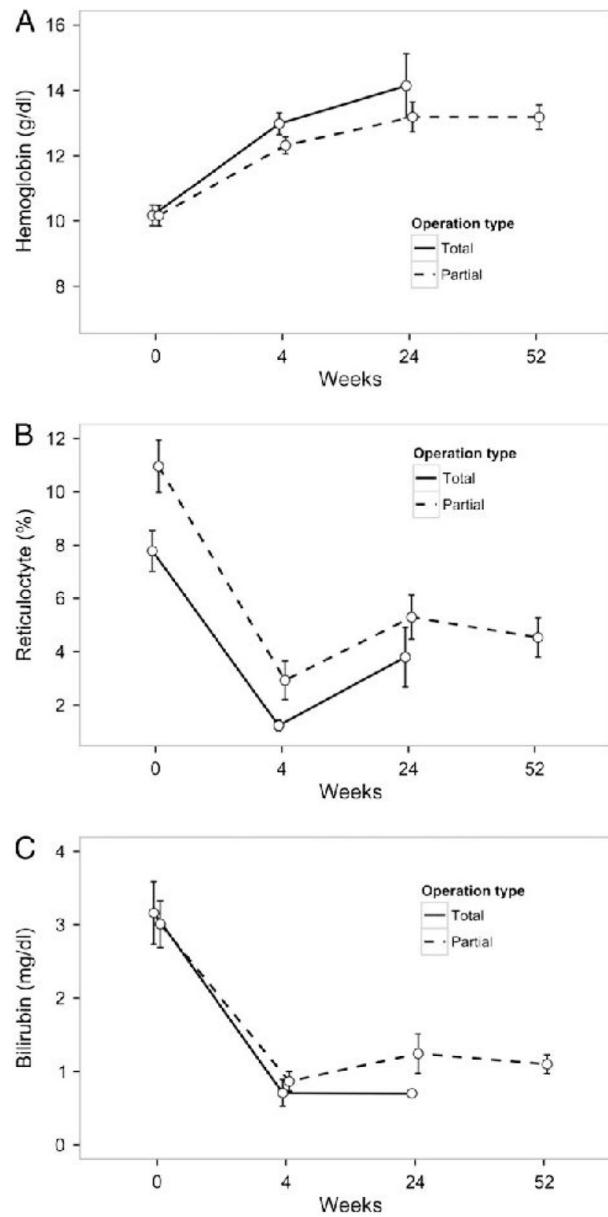 A
16
14
12
10
8
Hemoglobin (g/dl)
Operation type
Total
Partial
0 4 24 52
Weeks
B
12
10
8
6
4
2
Reticuloctyte (%)
Operation type
Total
Partial
0 4 24 52
Weeks
C
4
3
2
1
0
Bilirubin (mg/dl)
Operation type
Total
Partial
0 4 24 52
Weeks